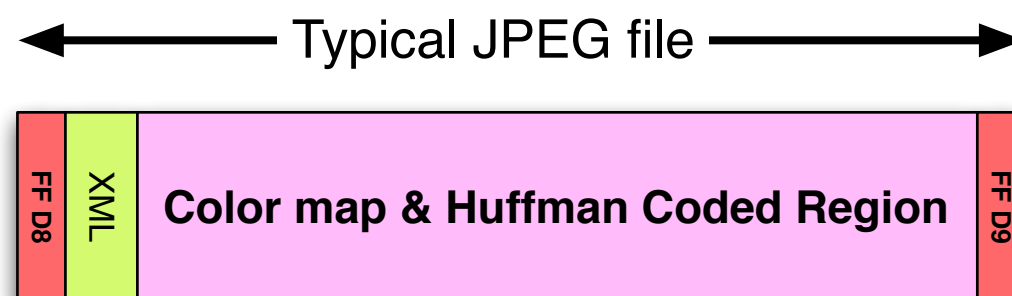 Typical JPEG file
FF D8
XML
Color map & Huffman Coded Region
FF D9